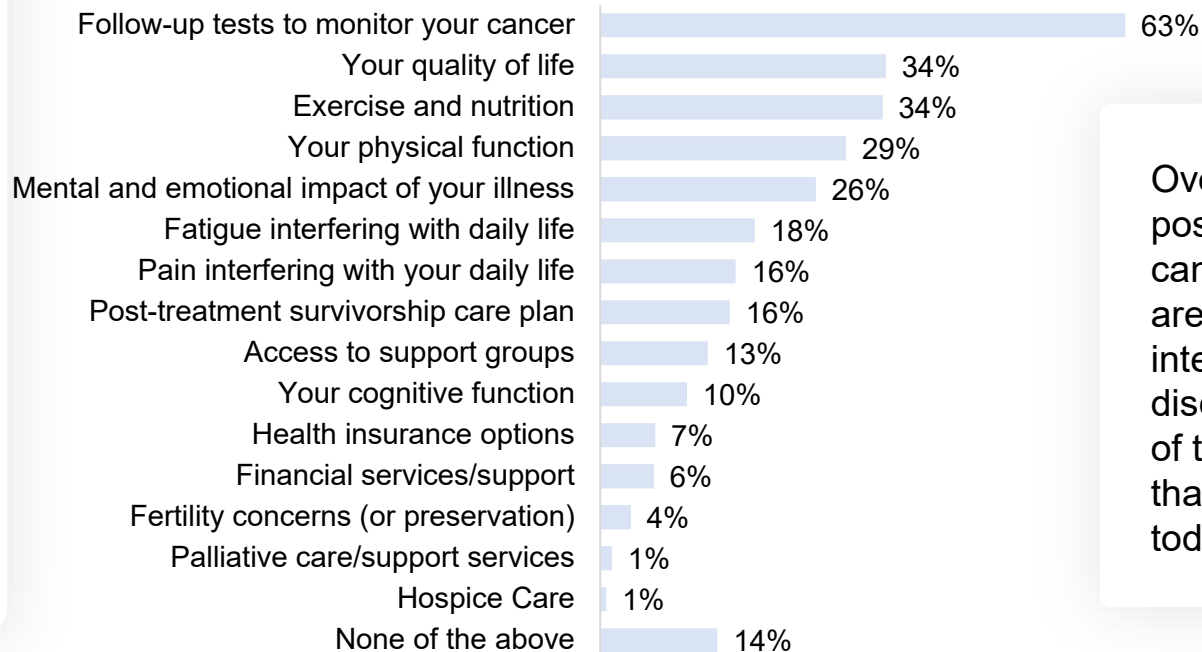 Follow-up tests to monitor your cancer 63%
Your quality of life 34%
Exercise and nutrition 34%
Your physical function 29%
Mental and emotional impact of your illness 26%
Fatigue interfering with daily life 18%
Pain interfering with your daily life 16%
Post-treatment survivorship care plan 16%
Access to support groups 13%
Your cognitive function 10%
Health insurance options 7%
Financial services/support 6%
Fertility concerns (or preservation) 4%
Palliative care/support services 1%
Hospice Care 1%
None of the above 14%
of t
tha
tod